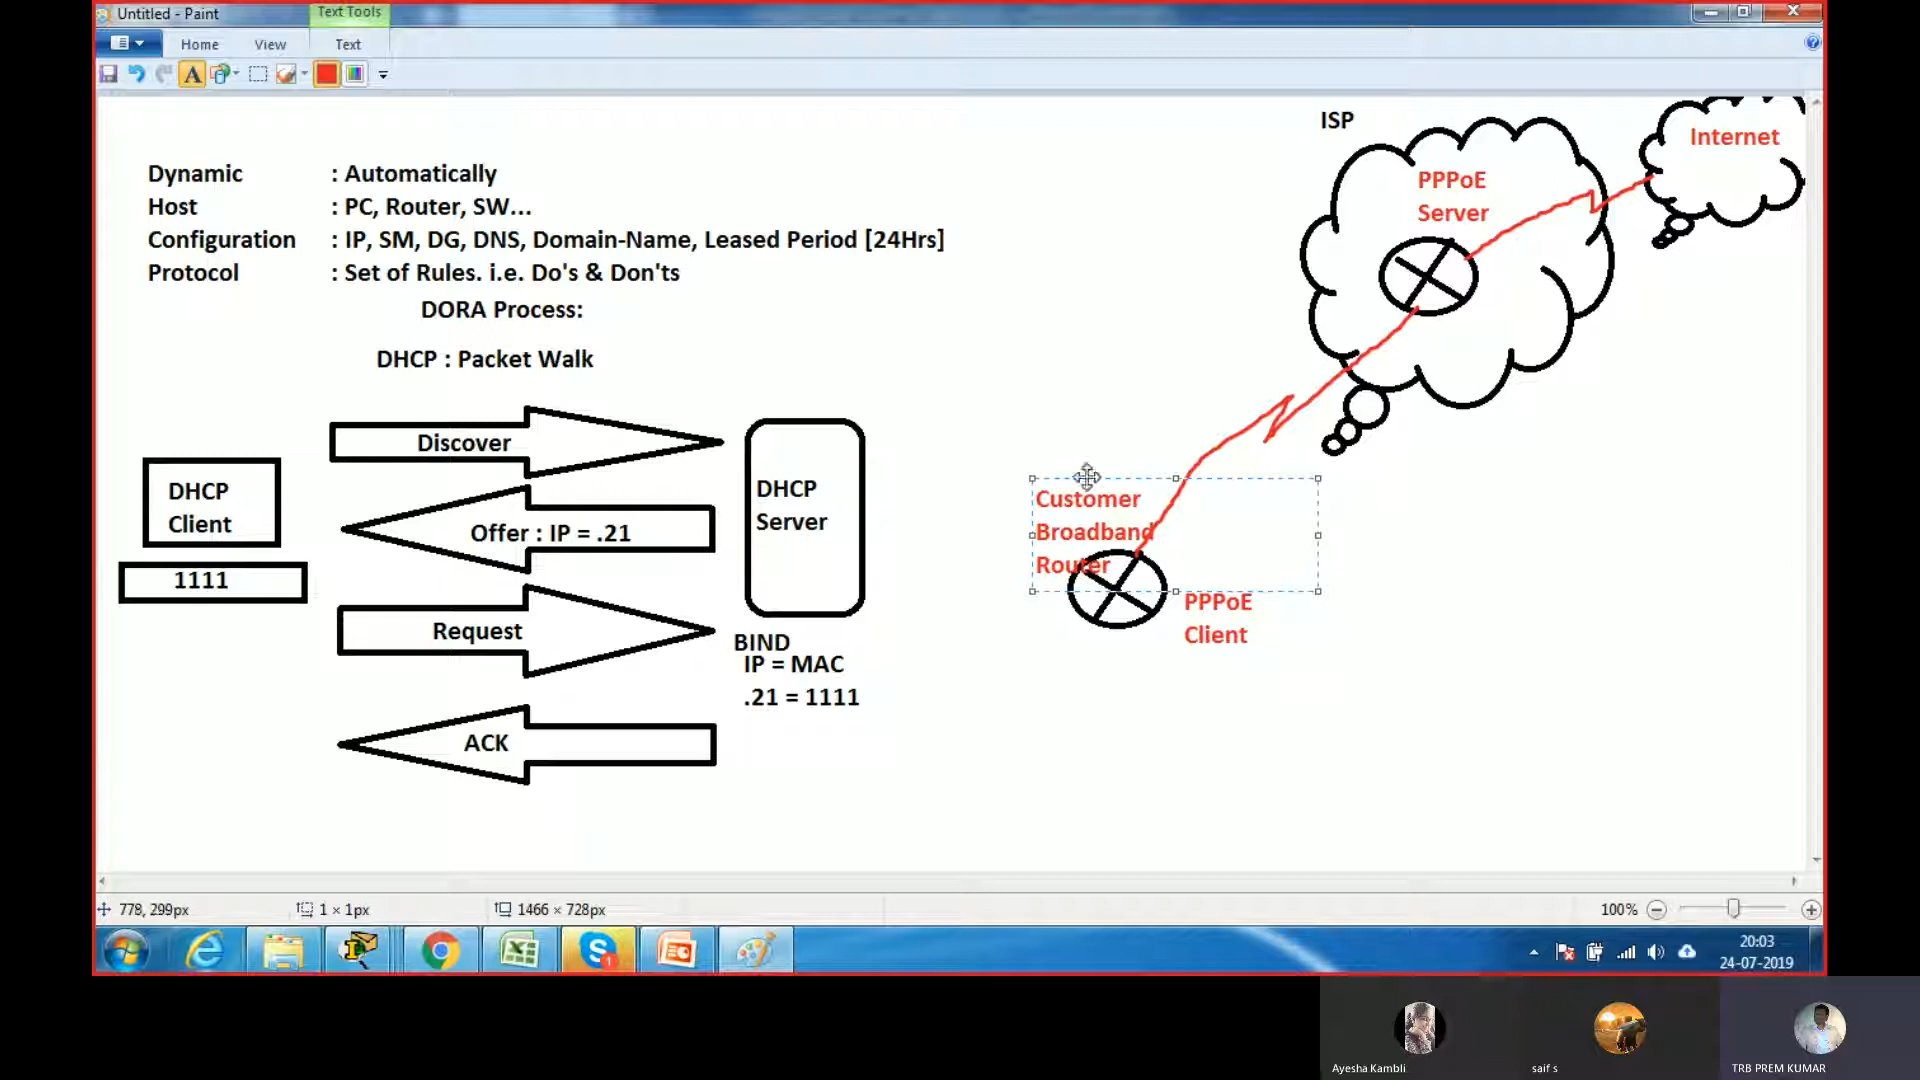 Untitled - Paint
Text Tools
Home
View
Text
Dynamic : Automatically
Host : PC, Router, SW...
Configuration : IP, SM, DG, DNS, Domain-Name, Leased Period [24Hrs]
Protocol : Set of Rules. i.e. Do's & Don'ts
DORA Process:
DHCP : Packet Walk
DHCP
Client
1111
Discover
Offer : IP = .21
Request
ACK
DHCP
Server
BIND
IP = MAC
.21 = 1111
ISP
PPPoE
Server
Internet
Customer
Broadband
Router
PPPoE
Client
778, 299px
1 × 1px
1466 × 728px
100%
20:03
24-07-2019
Ayesha Kambli
saif s
TRB PREM KUMAR